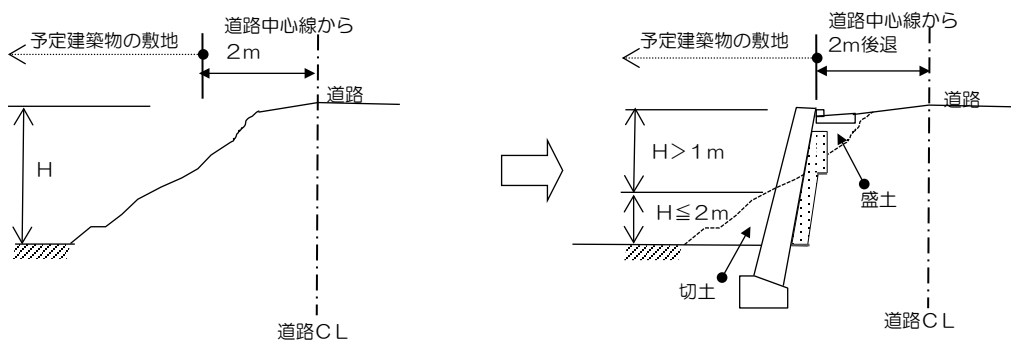 予定建築物の敷地
道路中心線から
2m
道路
H
道路CL
予定建築物の敷地
道路中心線から
2m後退
道路
H>1m
盛土
H≦2m
切土
道路CL